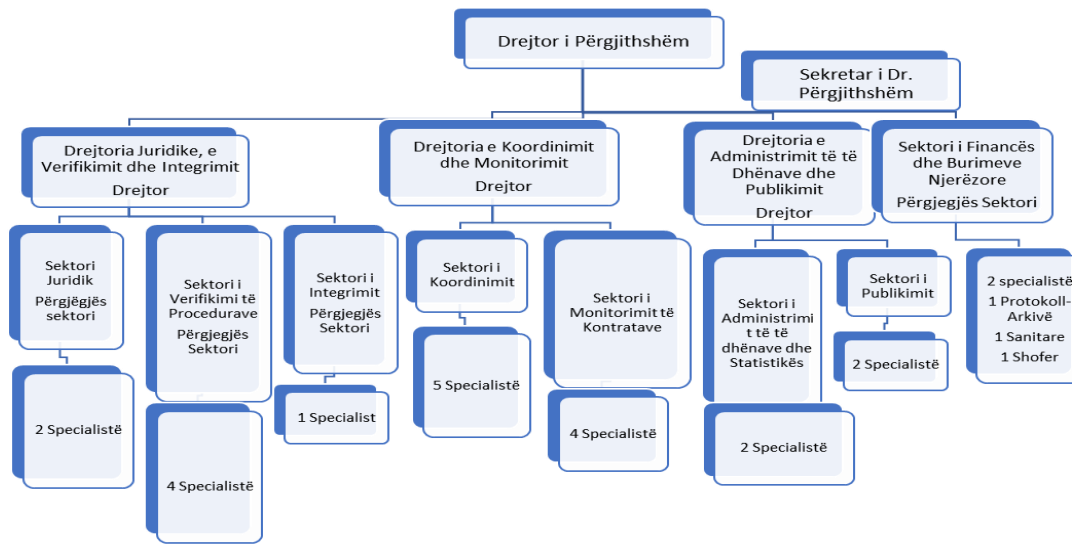 Drejtor i Përgjithshëm
Sekretar i Dr.
Përgjithshëm
Drejtoria Juridike, e
Verifikimit dhe Integrimit
Drejtor
Drejtoria e Koordinimit
dhe Monitorimit
Drejtor
Drejtoria e
Administrimit të të
Dhënave dhe
Publikimit
Drejtor
Sektori i Financës
dhe Burimeve
Njerëzore
Përgjegjës Sektori
Sektori
Juridik
Përgjëgjës
sektori
Sektori i
Verifikimi të
Procedurave
Përgjegjës
Sektori
Sektori i
Integrimit
Përgjegjës
Sektori
Sektori i
Koordinimit
Sektori i
Monitorimit të
Kontratave
Sektori i
Administrimi
t të të
dhënave dhe
Statistikës
Sektori i
Publikimit
2 specialistë
1 Protokoll-
Arkivë
1 Sanitare
1 Shofer
2 Specialistë
4 Specialistë
1 Specialist
5 Specialistë
4 Specialistë
2 Specialistë
2 Specialistë